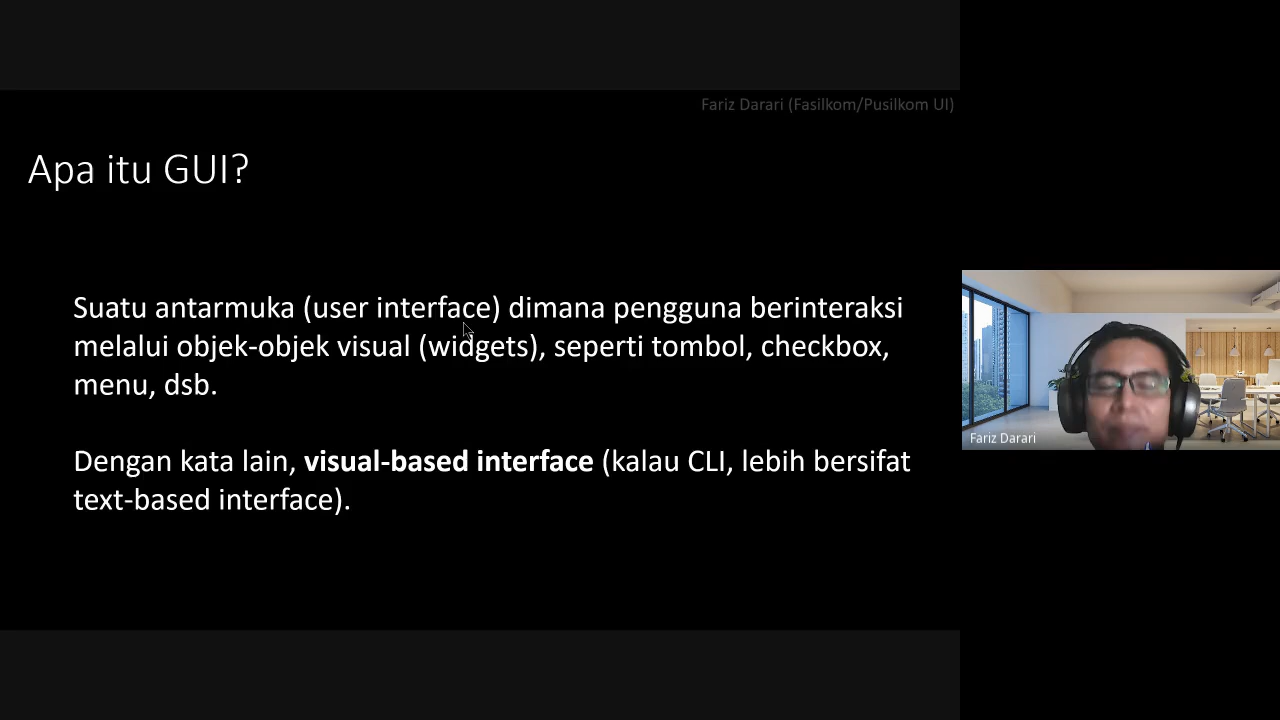 Fariz Darari (Fasilkom/Pusilkom UI)
Apa itu GUI?
Suatu antarmuka (user interface) dimana pengguna berinteraksi
melalui objek-objek visual (widgets), seperti tombol, checkbox,
menu, dsb.
Dengan kata lain, visual-based interface (kalau CLI, lebih bersifat
text-based interface).
Fariz Darari